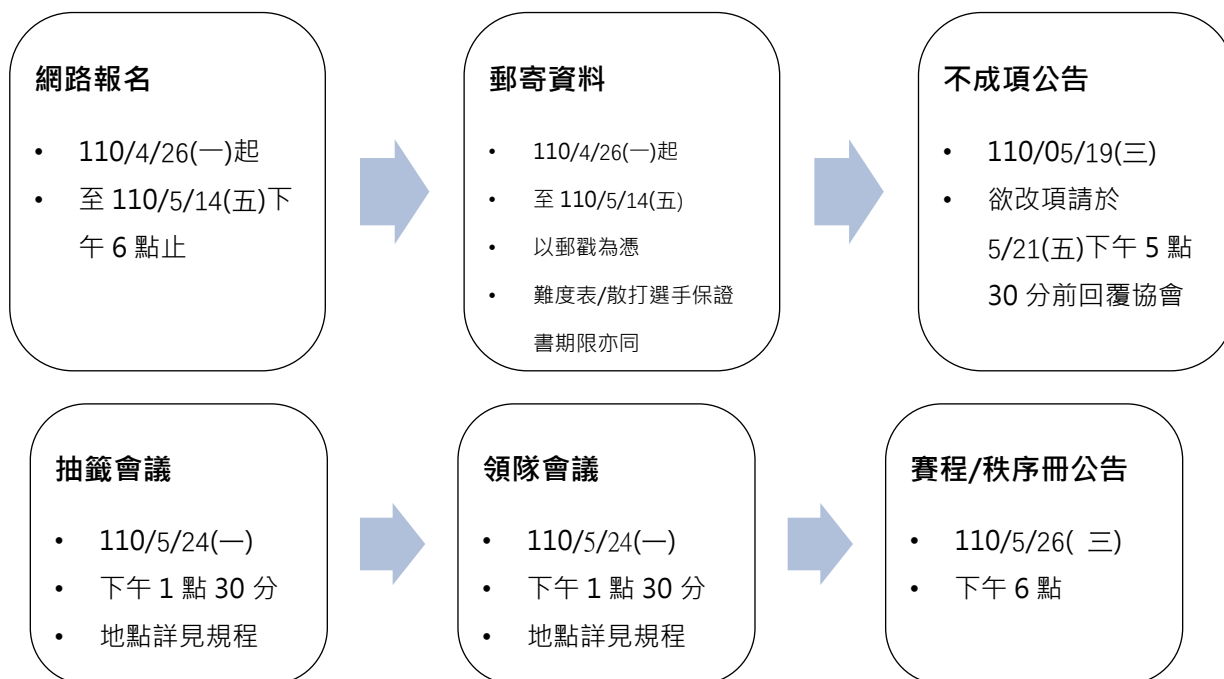 網路報名
• 110/4/26(一)起
• 至 110/5/14(五)下
午 6 點止
郵寄資料
• 110/4/26(一)起
• 至 110/5/14(五)
• 以郵戳為憑
• 難度表/散打選手保證
書期限亦同
不成項公告
• 110/05/19(三)
• 欲改項請於
5/21(五)下午 5 點
30 分前回覆協會
抽籤會議
• 110/5/24(一)
• 下午 1 點 30 分
• 地點詳見規程
領隊會議
• 110/5/24(一)
• 下午 1 點 30 分
• 地點詳見規程
賽程/秩序冊公告
• 110/5/26( 三)
• 下午 6 點